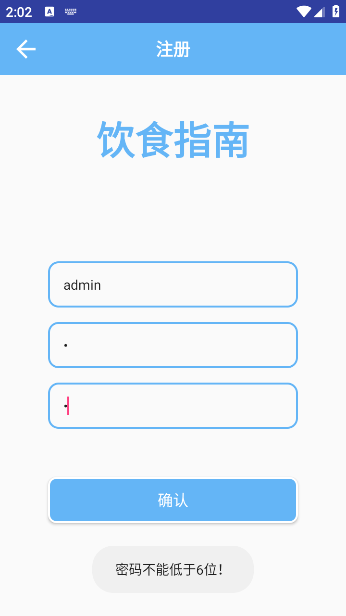 2:02
注册
饮食指南
admin
•
•
确认
密码不能低于6位！